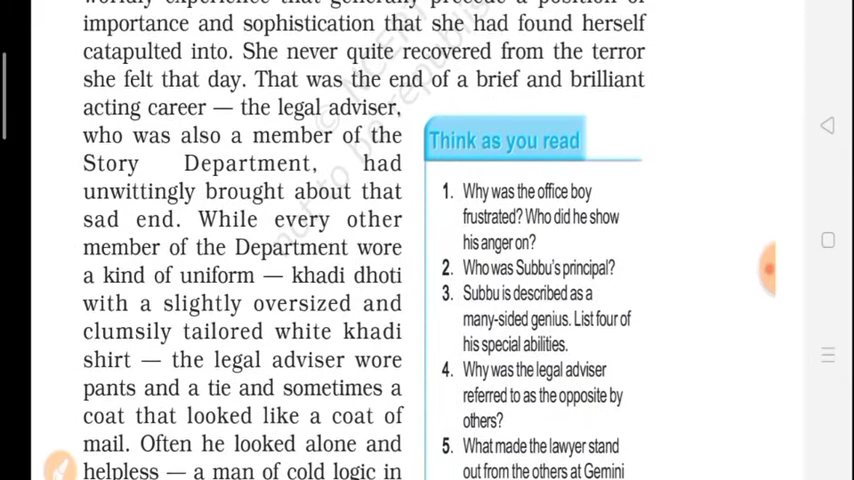 importance and sophistication that she had found herself
catapulted into. She never quite recovered from the terror
she felt that day. That was the end of a brief and brilliant
acting career — the legal adviser,
who was also a member of the
Story Department, had
unwittingly brought about that
sad end. While every other
member of the Department wore
a kind of uniform — khadi dhoti
with a slightly oversized and
clumsily tailored white khadi
shirt — the legal adviser wore
pants and a tie and sometimes a
coat that looked like a coat of
mail. Often he looked alone and
helpless — a man of cold logic in
Think as you read
1. Why was the office boy
frustrated? Who did he show
his anger on?
2. Who was Subbu's principal?
3. Subbu is described as a
many-sided genius. List four of
his special abilities.
4. Why was the legal adviser
referred to as the opposite by
others?
5. What made the lawyer stand
out from the others at Gemini
© NCERT
not to be republished